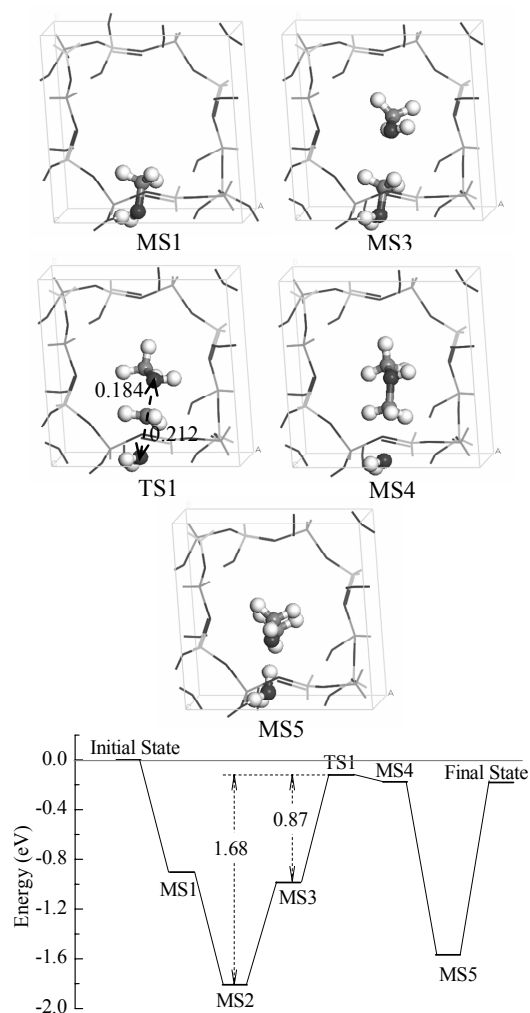 A
A
MS1
MS3
0.184
0.212
A
A
TS1
MS4
A
MS5
0.0
-0.4
-0.8
-1.2
-1.6
-2.0
Energy (eV)
Initial State
TS1
MS4
Final State
0.87
1.68
MS1
MS3
MS2
MS5